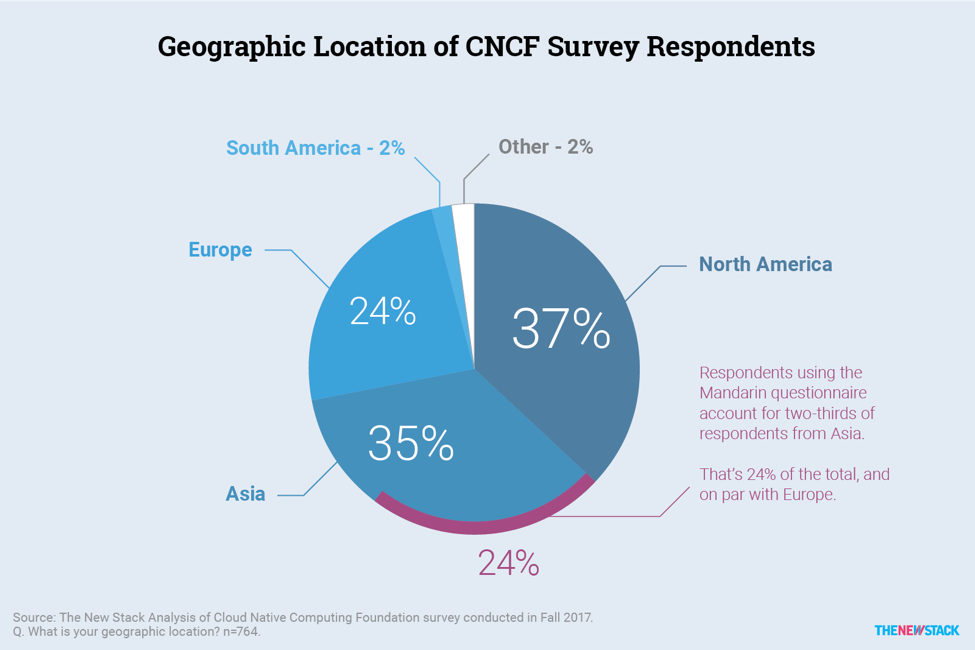 Geographic Location of CNCF Survey Respondents
South America - 2%
Other - 2%
Europe
North America
24%
37%
Respondents using the
Mandarin questionnaire
account for two-thirds of
respondents from Asia.
35%
That's 24% of the total, and
on par with Europe.
Asia
24%
Source: The New Stack Analysis of Cloud Native Computing Foundation survey conducted in Fall 2017.
Q. What is your geographic location? n=764.
THENEWSTACK